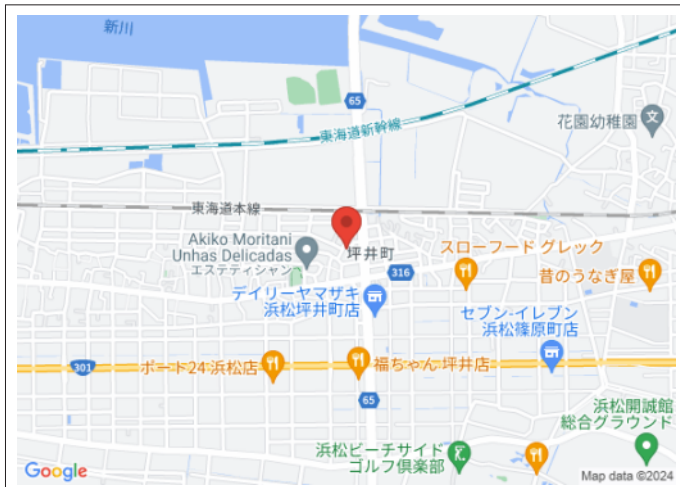 新川
65
東海道新幹線
花園幼稚園
東海道本線
Akiko Moritani
Unhas Delicadas
エステティシャン
坪井町
スローフード グレック
316
昔のうなぎ屋
デイリーヤマザキ
浜松坪井町店
セブン-イレブン
浜松篠原町店
301
ボード24 浜松店
福ちゃん 坪井店
65
浜松開誠館
総合グラウンド
浜松ビーチサイド
ゴルフ倶楽部
Google
Map data ©2024